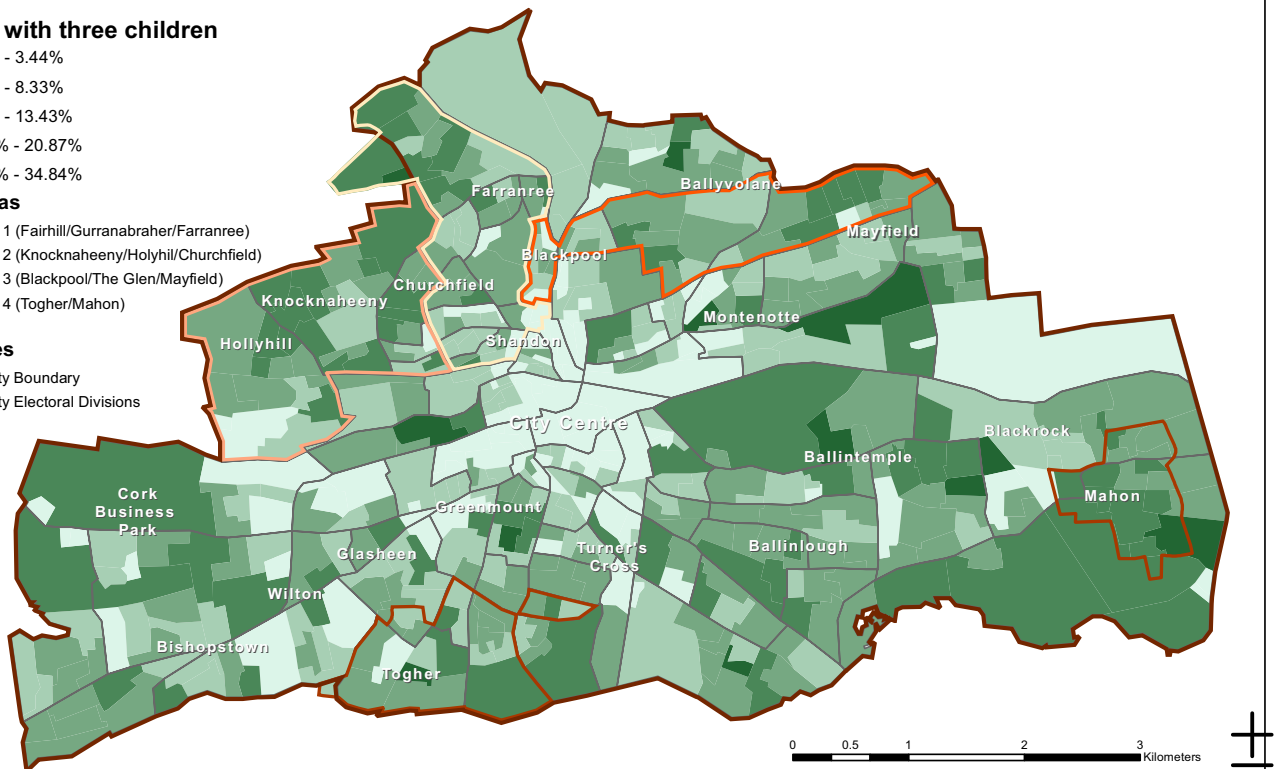 with three children
- 3.44%
- 8.33%
- 13.43%
% - 20.87%
% - 34.84%
as
1 (Fairhill/Gurranabraher/Farranree)
2 (Knocknaheeny/Holyhil/Churchfield)
3 (Blackpool/The Glen/Mayfield)
4 (Togher/Mahon)
es
ty Boundary
ty Electoral Divisions
Farranree
Ballyvolane
Mayfield
Blackpool
Churchfield
Knocknaheeny
Montenotte
Hollyhill
Shandon
City Centre
Blackrock
Ballintemple
Cork
Business
Park
Mahon
Greenmount
Glasheen
Turner's
Cross
Ballinlough
Wilton
Bishopstown
Togher
0 0.5 1 2 3
Kilometers